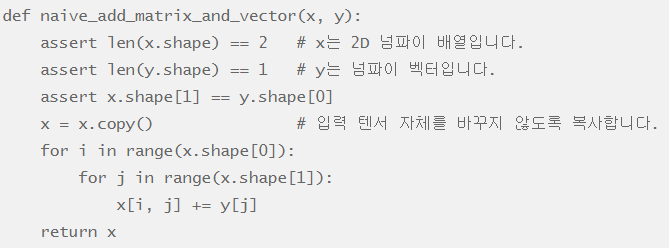 def naive_add_matrix_and_vector(x, y):
    assert len(x.shape) == 2   # x는 2D 넘파이 배열입니다.
    assert len(y.shape) == 1   # y는 넘파이 벡터입니다.
    assert x.shape[1] == y.shape[0]
    x = x.copy()               # 입력 텐서 자체를 바꾸지 않도록 복사합니다.
    for i in range(x.shape[0]):
        for j in range(x.shape[1]):
            x[i, j] += y[j]
    return x